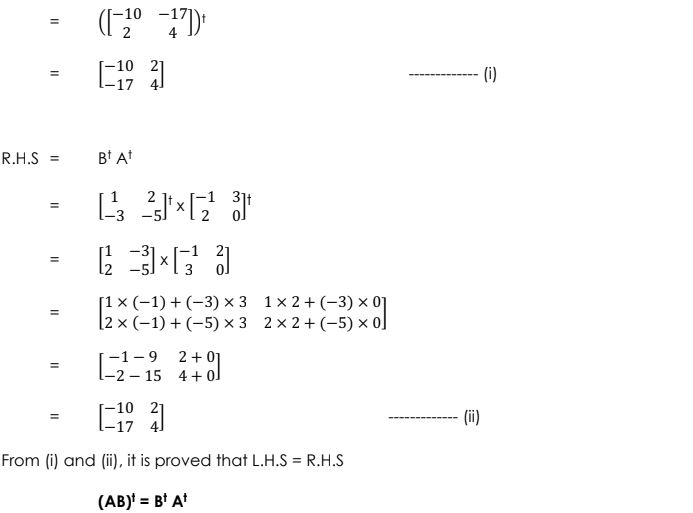 = ([−10 −17
2 4])ᵗ
= [−10 2
−17 4] ------------- (i)
R.H.S = Bᵗ Aᵗ
= [1 2
−3 −5]ᵗ x [−1 3
2 0]ᵗ
= [1 −3
2 −5] x [−1 2
3 0]
= [1 × (−1) + (−3) × 3 1 × 2 + (−3) × 0
2 × (−1) + (−5) × 3 2 × 2 + (−5) × 0]
= [−1 − 9 2 + 0
−2 − 15 4 + 0]
= [−10 2
−17 4] ------------- (ii)
From (i) and (ii), it is proved that L.H.S = R.H.S
(AB)ᵗ = Bᵗ Aᵗ